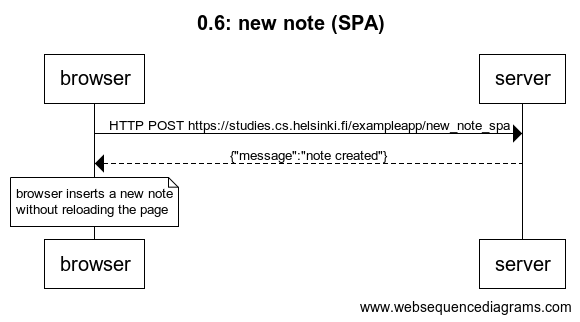 0.6: new note (SPA)
browser
server
HTTP POST https://studies.cs.helsinki.fi/exampleapp/new_note_spa
{"message":"note created"}
browser inserts a new note
without reloading the page
browser
server
www.websequencediagrams.com